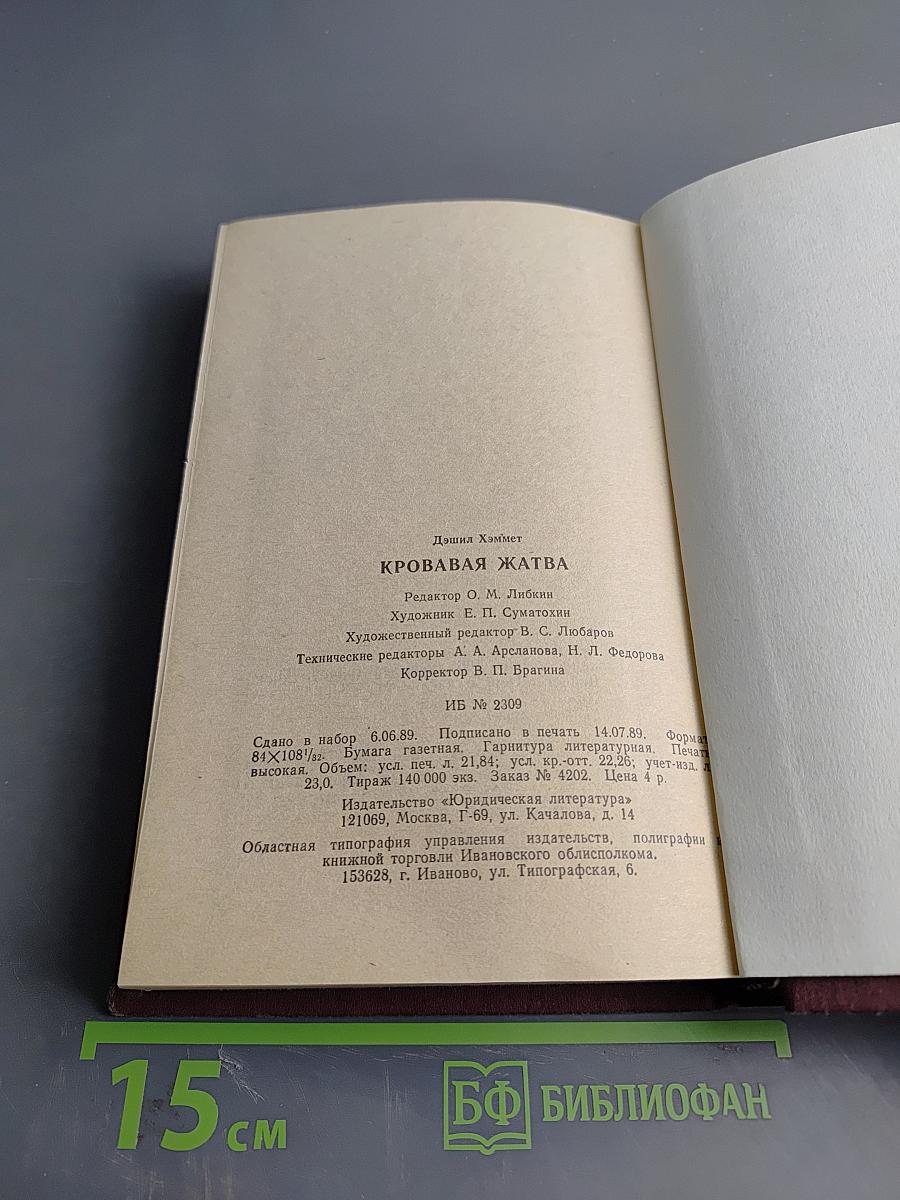 Дэшил Хэммет
КРОВАВАЯ ЖАТВА
Редактор О. М. Либкин
Художник Е. П. Суматохин
Художественный редактор В. С. Любаров
Технические редакторы А. А. Арсланова, Н. Л. Федорова
Корректор В. П. Брагина
ИБ № 2309
Сдано в набор 6.06.89. Подписано в печать 14.07.89. Формат
84×108 1/32. Бумага газетная. Гарнитура литературная. Печать
высокая. Объем: усл. печ. л. 21,84; усл. кр.-отт. 22,26; учет-изд. л.
23,0. Тираж 140 000 экз. Заказ № 4202. Цена 4 р.
Издательство «Юридическая литература»
121069, Москва, Г-69, ул. Качалова, д. 14
Областная типография управления издательств, полиграфии и
книжной торговли Ивановского облисполкома.
153628, г. Иваново, ул. Типографская, 6.
15 см
БФ БИБЛИОФАН